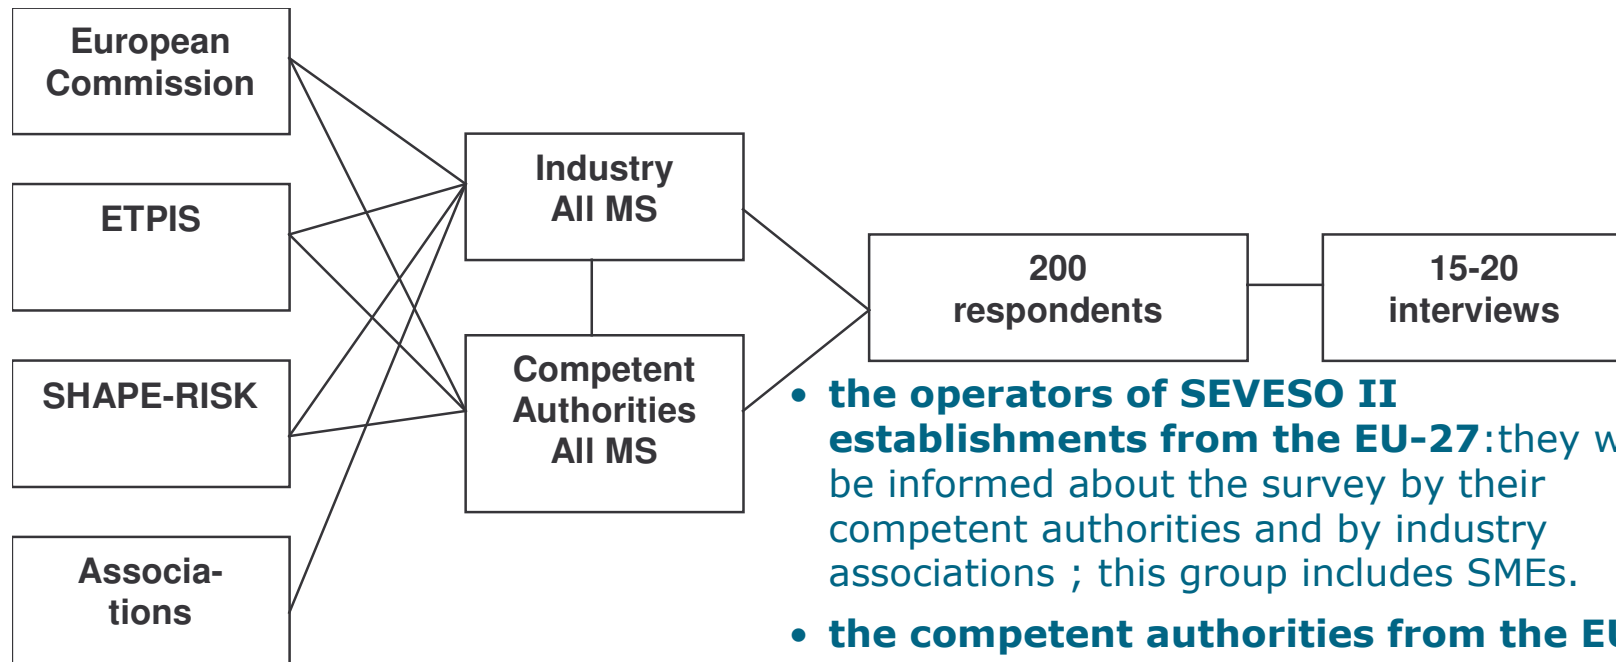 European
Commission
ETPIS
SHAPE-RISK
Associa-
tions
Industry
All MS
Competent
Authorities
All MS
200
respondents
15-20
interviews
• the operators of SEVESO II
establishments from the EU-27:they
be informed about the survey by their
competent authorities and by industry
associations ; this group includes SMEs.
• the competent authorities from the